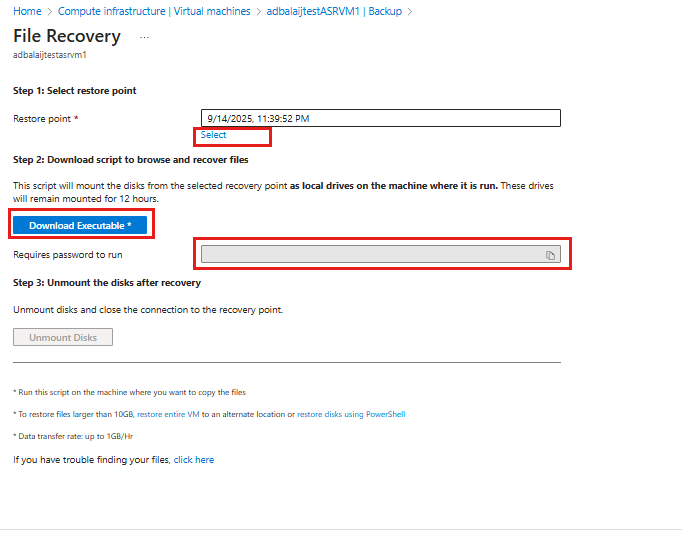 Home > Compute infrastructure | Virtual machines > adbalaijtestASRVM1 | Backup >
File Recovery ...
adbalaijtestasrvm1
Step 1: Select restore point
Restore point * 9/14/2025, 11:39:52 PM
Select
Step 2: Download script to browse and recover files
This script will mount the disks from the selected recovery point as local drives on the machine where it is run. These drives
will remain mounted for 12 hours.
Download Executable *
Requires password to run
Step 3: Unmount the disks after recovery
Unmount disks and close the connection to the recovery point.
Unmount Disks
* Run this script on the machine where you want to copy the files
* To restore files larger than 10GB, restore entire VM to an alternate location or restore disks using PowerShell
* Data transfer rate: up to 1GB/Hr
If you have trouble finding your files, click here